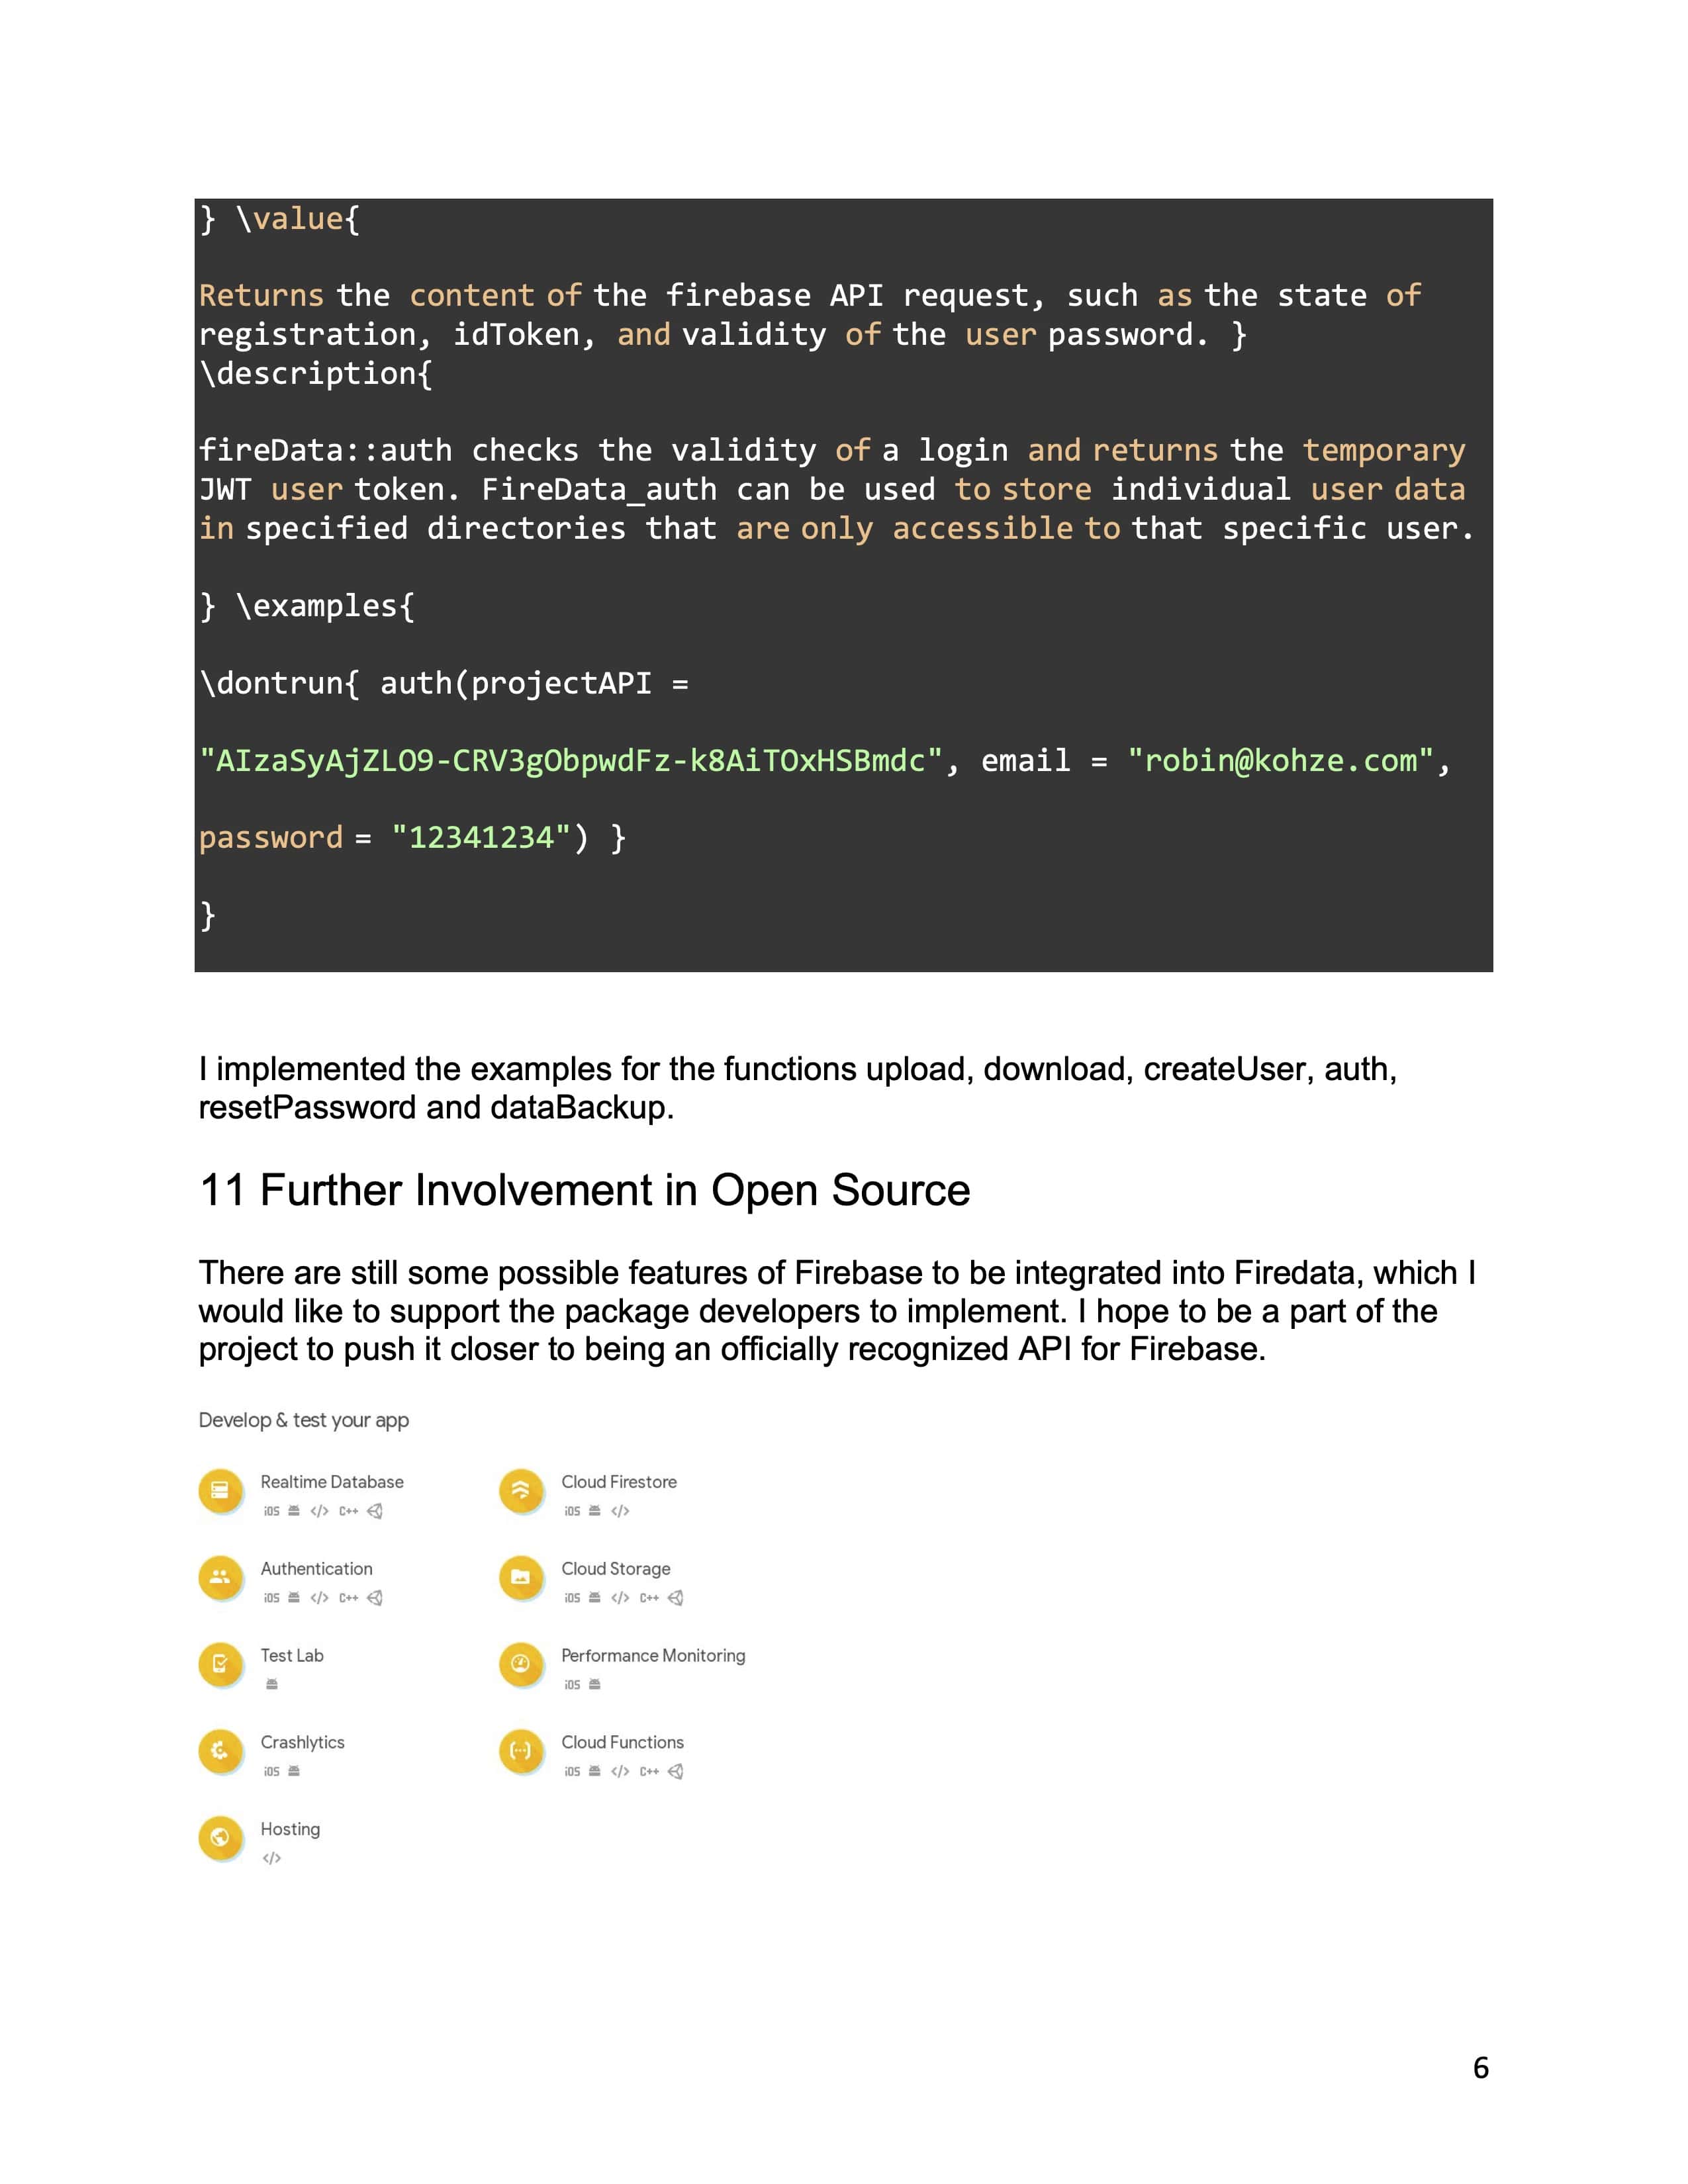 } \value{
Returns the content of the firebase API request, such as the state of
registration, idToken, and validity of the user password. }
\description{
fireData::auth checks the validity of a login and returns the temporary
JWT user token. FireData_auth can be used to store individual user data
in specified directories that are only accessible to that specific user.
} \examples{
\dontrun{ auth(projectAPI =
"AIzaSyAjZLO9-CRV3gObpwdFz-k8AiTOxHSBmdc", email = "robin@kohze.com",
password = "12341234") }
}
I implemented the examples for the functions upload, download, createUser, auth,
resetPassword and dataBackup.
11 Further Involvement in Open Source
There are still some possible features of Firebase to be integrated into Firedata, which I
would like to support the package developers to implement. I hope to be a part of the
project to push it closer to being an officially recognized API for Firebase.
Develop & test your app
Realtime Database
iOS </> C++
Cloud Firestore
iOS </>
Authentication
iOS </> C++
Cloud Storage
iOS </> C++
Test Lab
Performance Monitoring
iOS
Crashlytics
iOS
Cloud Functions
iOS </> C++
Hosting
</>
6